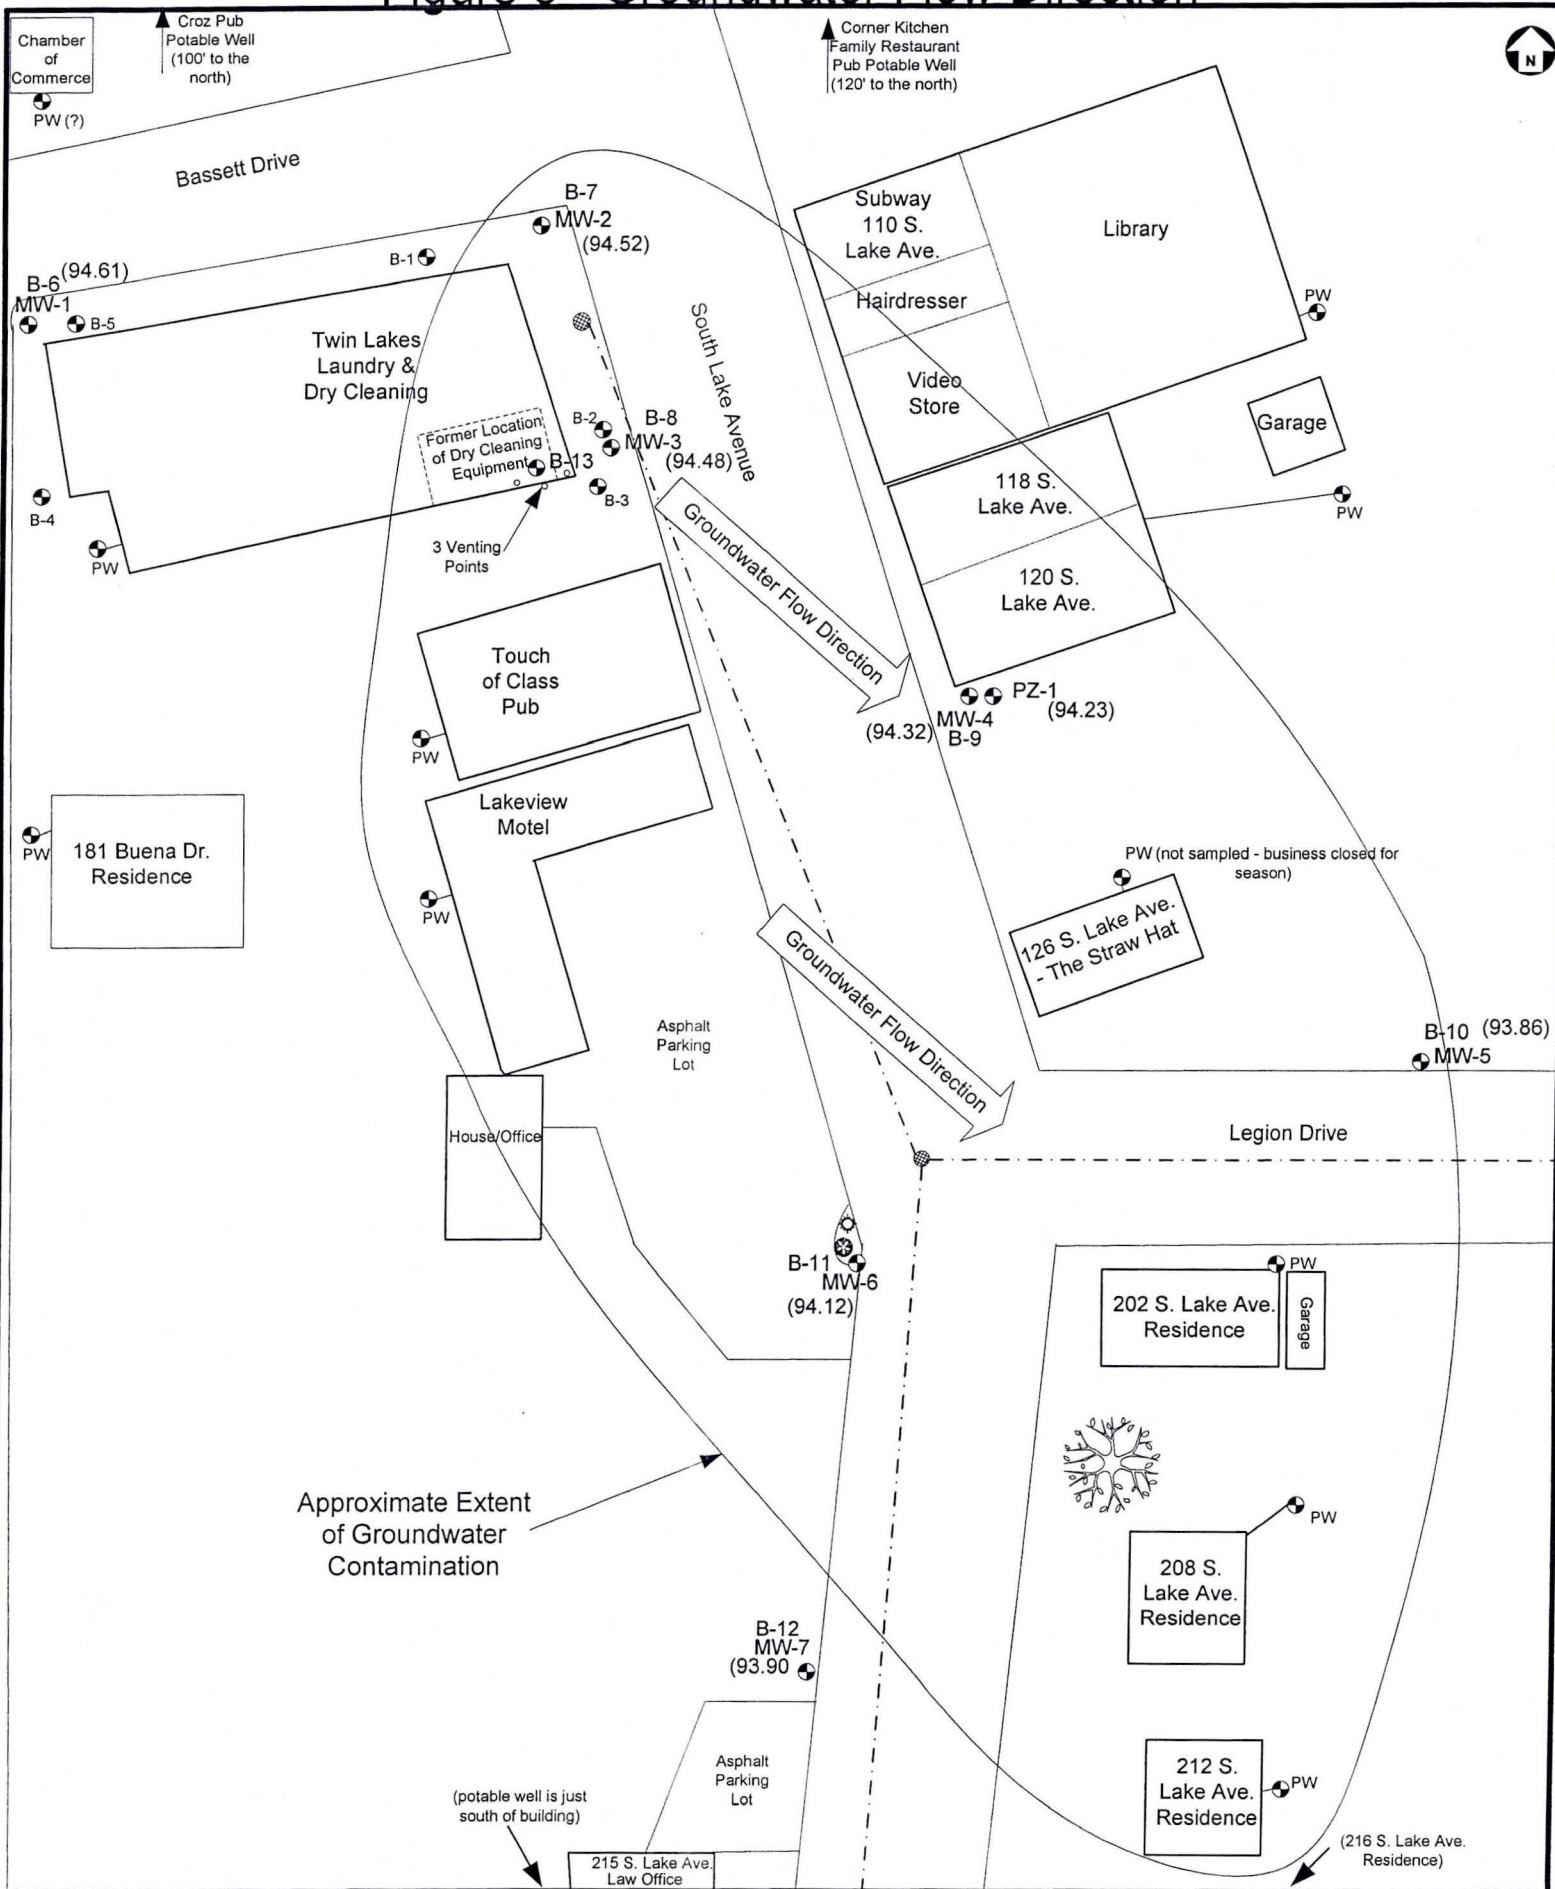 Figure 3 - Groundwater Flow Direction
Chamber
of
Commerce
PW (?)
Croz Pub
Potable Well
(100' to the
north)
Corner Kitchen
Family Restaurant
Pub Potable Well
(120' to the north)
N
Bassett Drive
B-7
MW-2
(94.52)
B-1
B-6 (94.61)
MW-1
B-5
Twin Lakes
Laundry &
Dry Cleaning
Former Location
of Dry Cleaning
Equipment
B-13
B-2
B-8
MW-3
(94.48)
B-3
B-4
PW
3 Venting
Points
South Lake Avenue
Subway
110 S.
Lake Ave.
Library
Hairdresser
Video
Store
PW
Garage
118 S.
Lake Ave.
PW
120 S.
Lake Ave.
Groundwater Flow Direction
Touch
of Class
Pub
PW
PZ-1
(94.23)
MW-4
(94.32)
B-9
Lakeview
Motel
PW
PW
181 Buena Dr.
Residence
PW (not sampled - business closed for
season)
126 S. Lake Ave.
- The Straw Hat
Groundwater Flow Direction
Asphalt
Parking
Lot
B-10 (93.86)
MW-5
House/Office
Legion Drive
B-11
MW-6
(94.12)
PW
202 S. Lake Ave.
Residence
Garage
Approximate Extent
of Groundwater
Contamination
PW
208 S.
Lake Ave.
Residence
B-12
MW-7
(93.90
Asphalt
Parking
Lot
212 S.
Lake Ave.
Residence
PW
(potable well is just
south of building)
215 S. Lake Ave.
Law Office
(216 S. Lake Ave.
Residence)